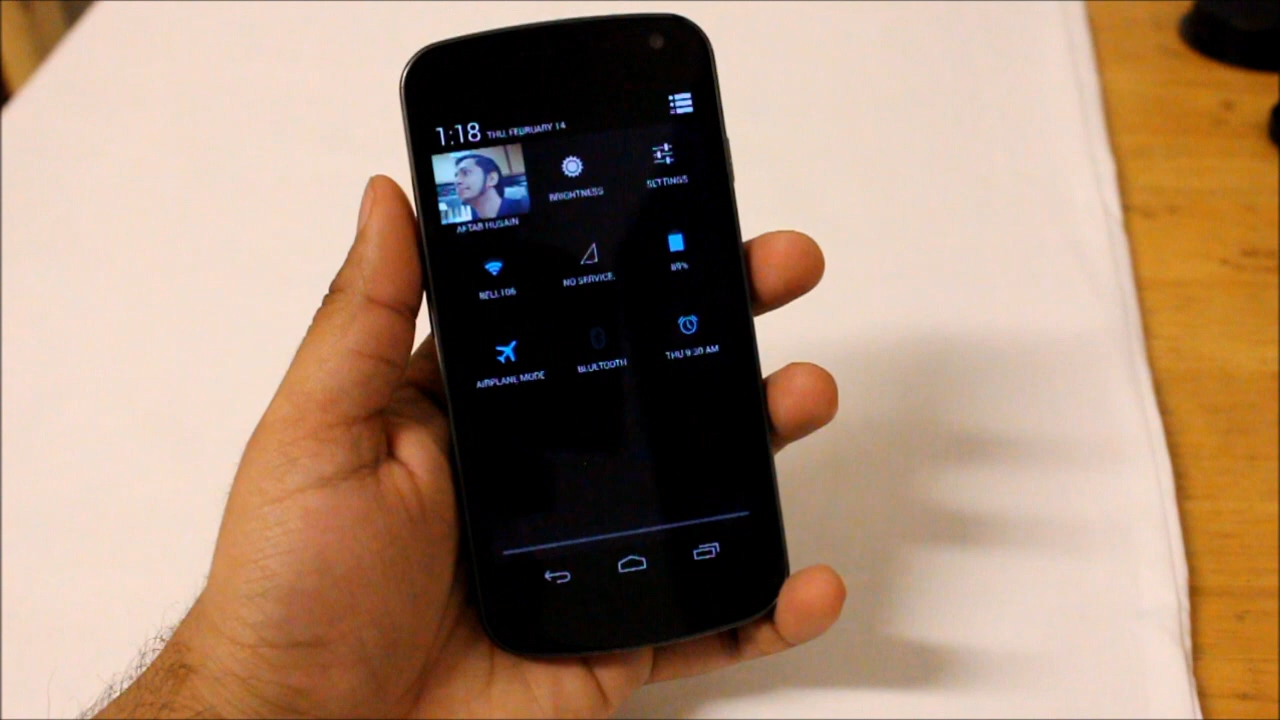 1:18 THU, FEBRUARY 14
AFTAB HUSAIN
BRIGHTNESS
SETTINGS
BELL106
NO SERVICE.
89%
AIRPLANE MODE
BLUETOOTH
THU 9:30 AM